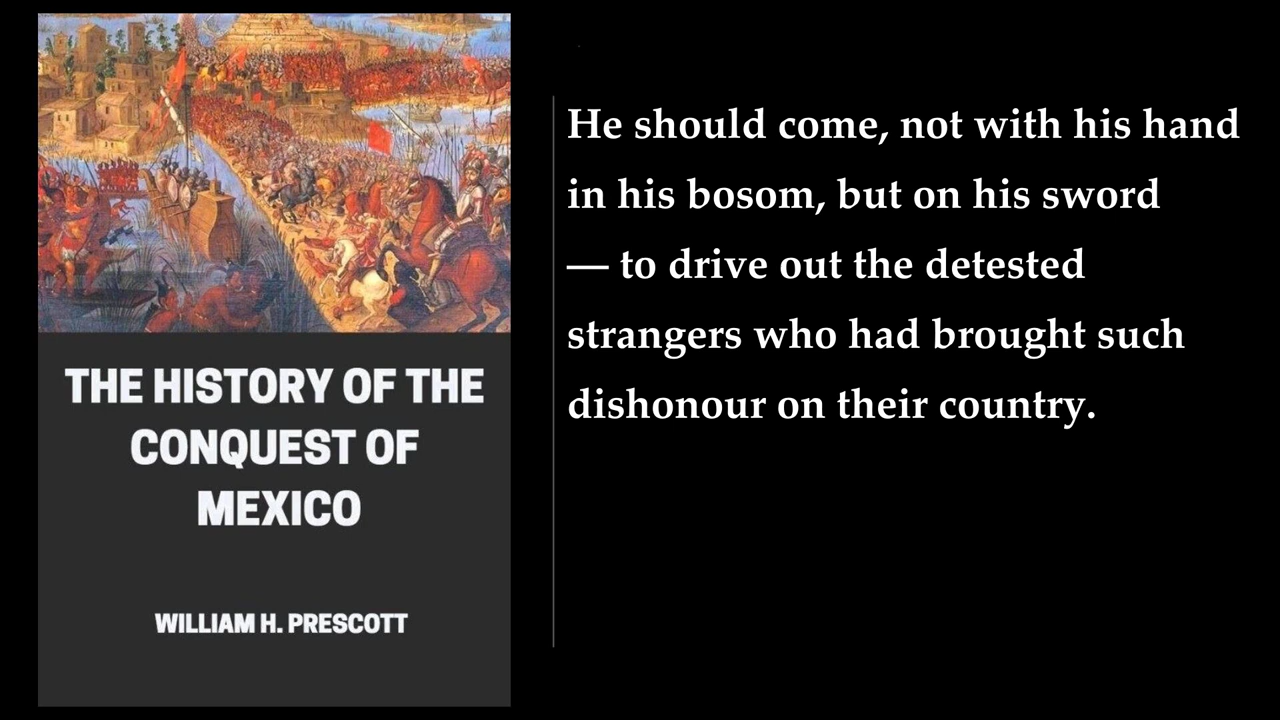 THE HISTORY OF THE
CONQUEST OF
MEXICO
WILLIAM H. PRESCOTT
He should come, not with his hand
in his bosom, but on his sword
— to drive out the detested
strangers who had brought such
dishonour on their country.